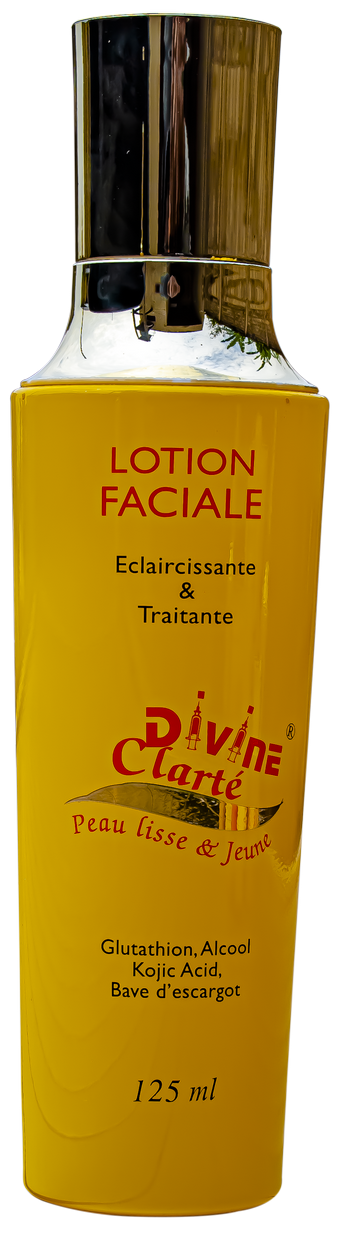 LOTION
FACIALE
Eclaircissante
&
Traitante
DiViNE ®
Clarté
Peau lisse & Jeune
Glutathion, Alcool
Kojic Acid,
Bave d'escargot
125 ml